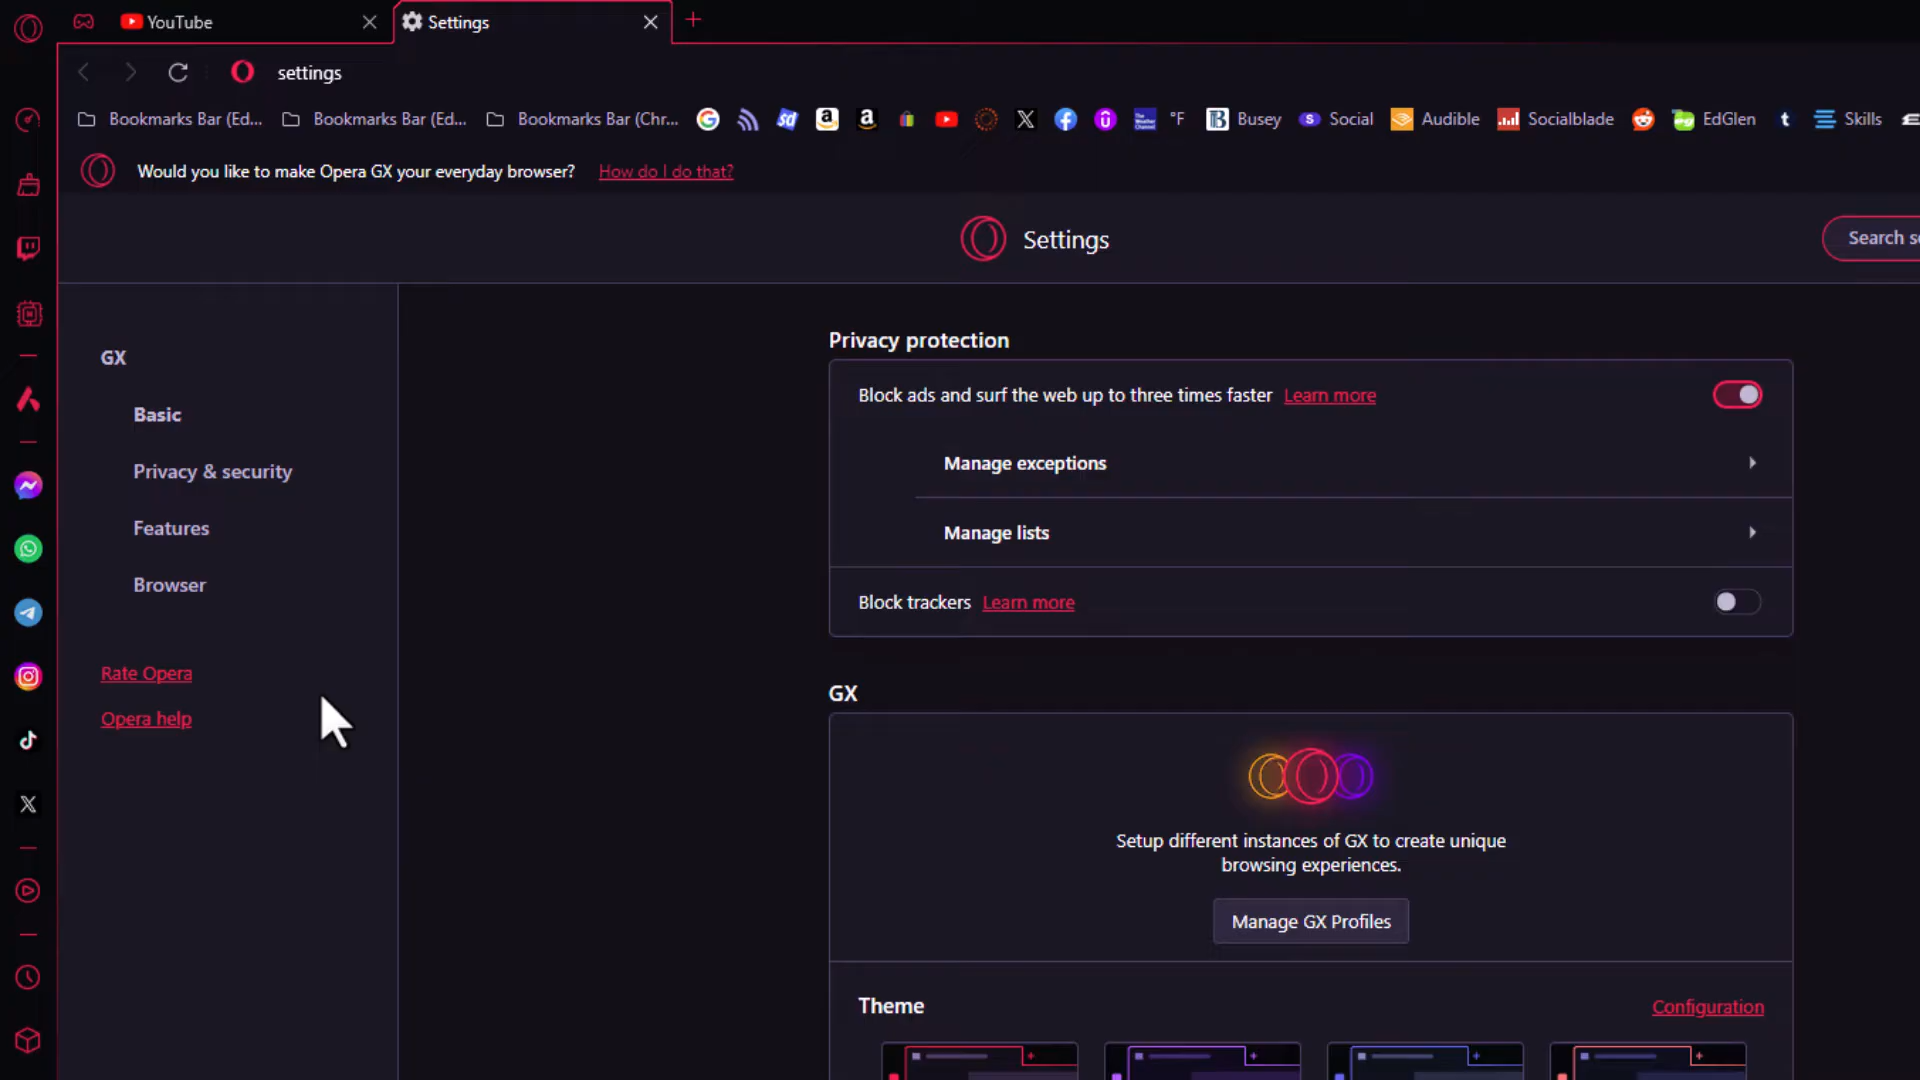 YouTube
Settings
settings
Bookmarks Bar (Ed...
Bookmarks Bar (Ed...
Bookmarks Bar (Chr...
°F
Busey
Social
Audible
Socialblade
EdGlen
Skills
Would you like to make Opera GX your everyday browser? How do I do that?
Settings
Search s
GX
Basic
Privacy & security
Features
Browser
Rate Opera
Opera help
Privacy protection
Block ads and surf the web up to three times faster Learn more
Manage exceptions
Manage lists
Block trackers Learn more
GX
Setup different instances of GX to create unique
browsing experiences.
Manage GX Profiles
Theme
Configuration